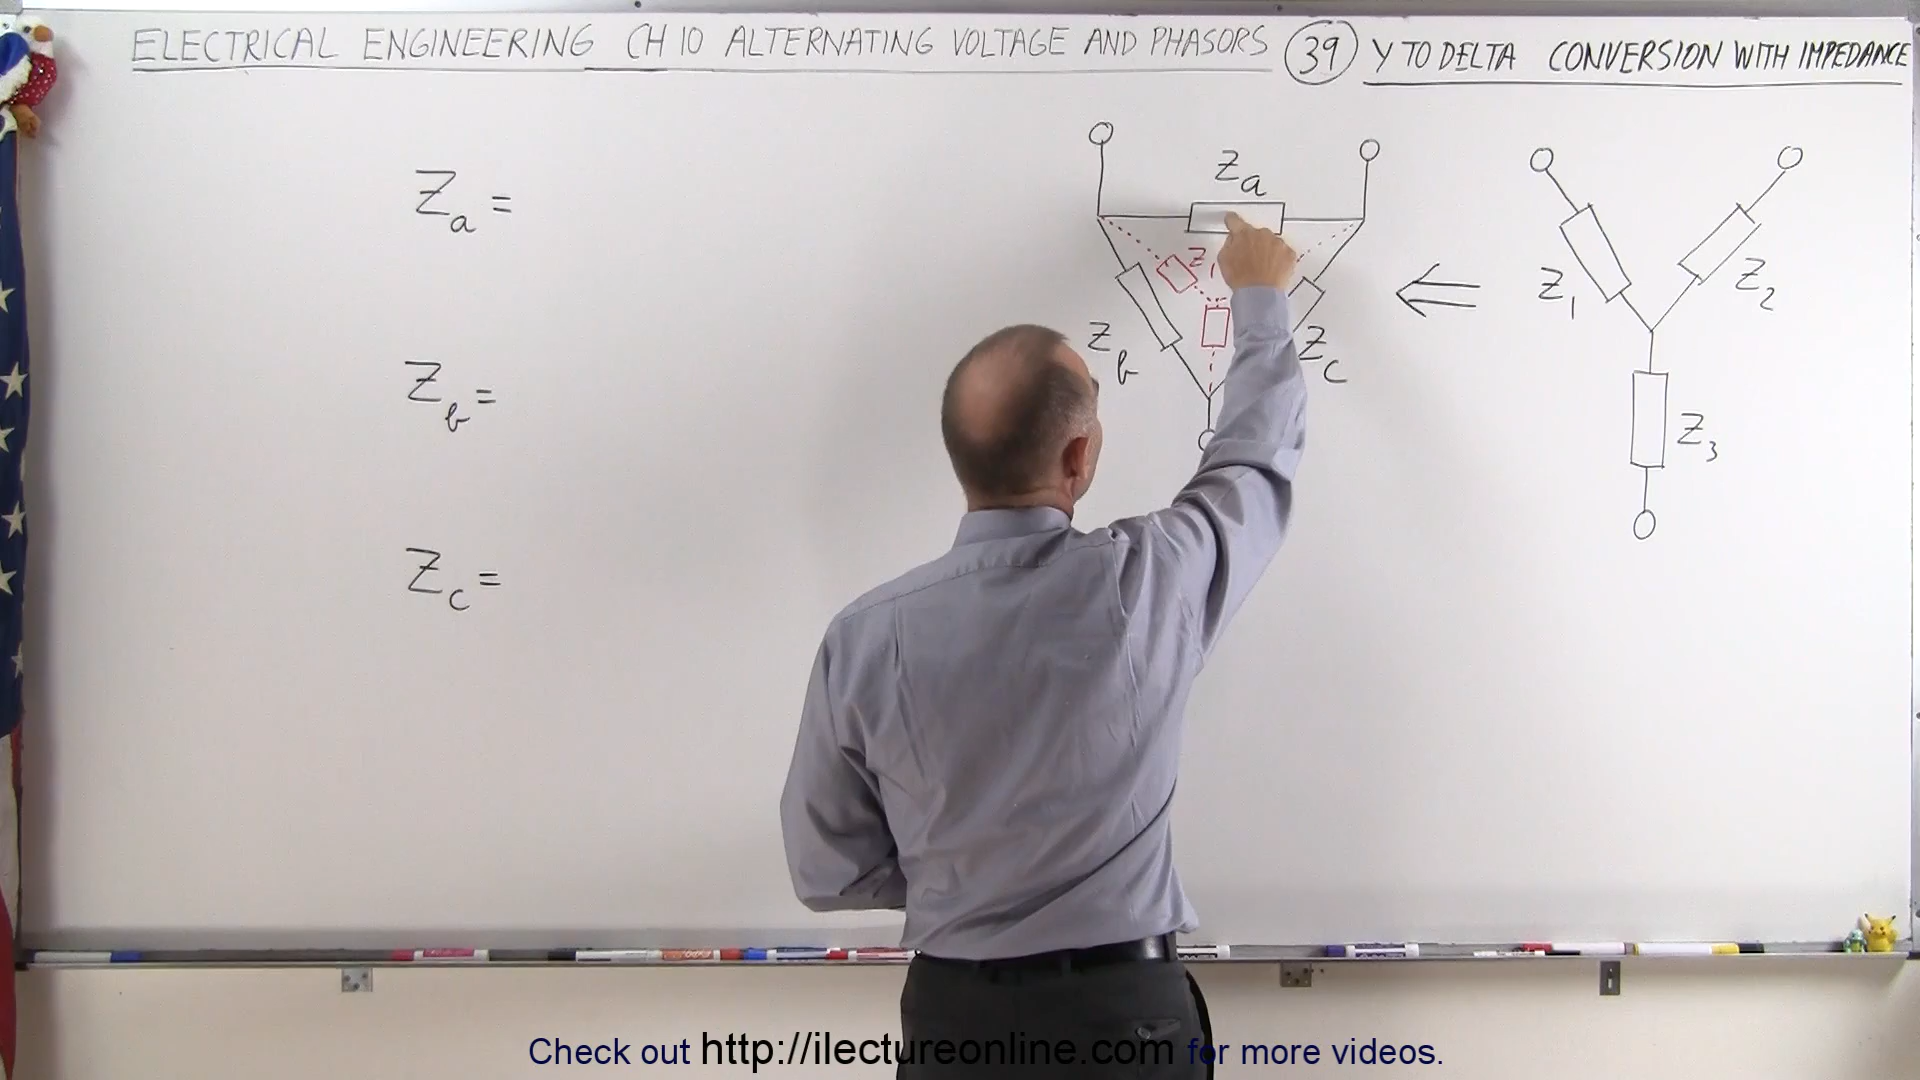 ELECTRICAL ENGINEERING CH 10 ALTERNATING VOLTAGE AND PHASORS 39 Y TO DELTA CONVERSION WITH IMPEDANCE
Za
Z1
Zb
Zc
Z1
Z2
Z3
Za =
Zb =
Zc =
Check out http://ilectureonline.com for more videos.